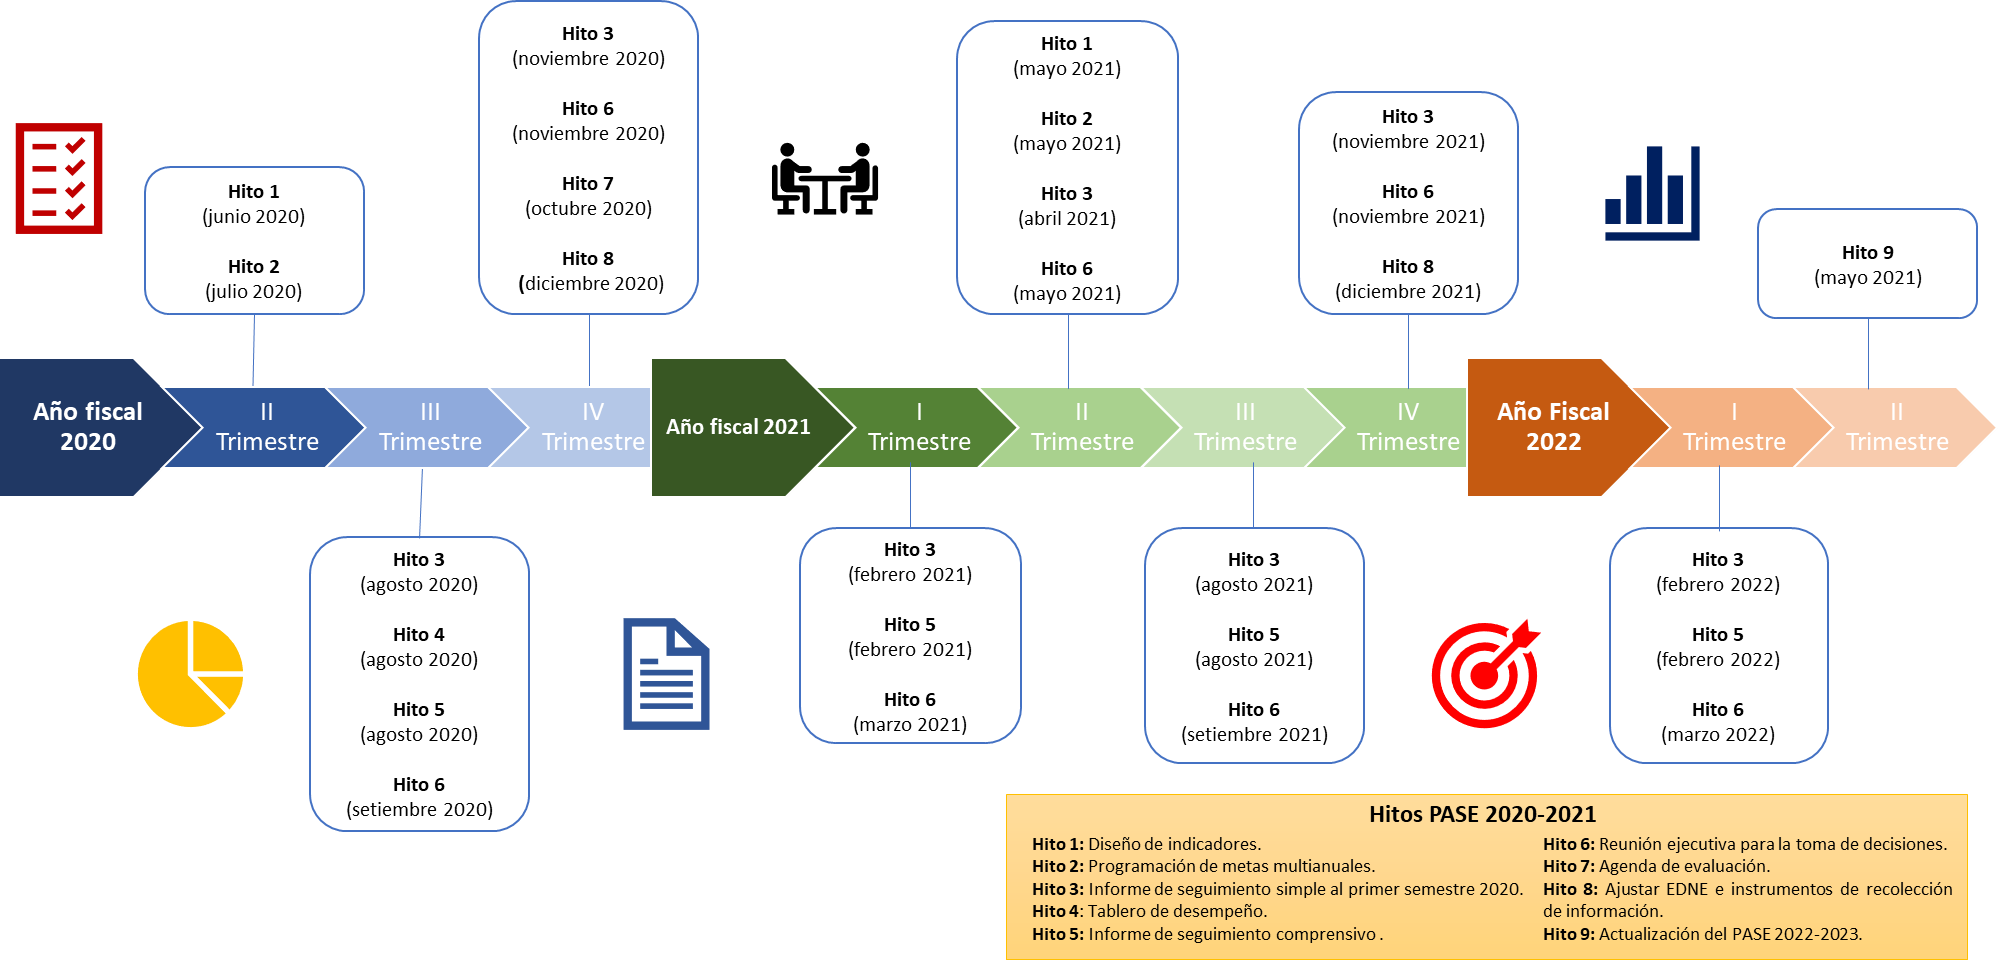 Hito 3
(noviembre 2020)
Hito 6
(noviembre 2020)
Hito 7
(octubre 2020)
Hito 8
(diciembre 2020)
Hito 1
(mayo 2021)
Hito 2
(mayo 2021)
Hito 3
(abril 2021)
Hito 6
(mayo 2021)
Hito 3
(noviembre 2021)
Hito 6
(noviembre 2021)
Hito 8
(diciembre 2021)
Hito 1
(junio 2020)
Hito 2
(julio 2020)
Hito 9
(mayo 2021)
Año fiscal
2020
II
Trimestre
III
Trimestre
IV
Trimestre
Año fiscal 2021
I
Trimestre
II
Trimestre
III
Trimestre
IV
Trimestre
Año Fiscal
2022
I
Trimestre
II
Trimestre
Hito 3
(agosto 2020)
Hito 4
(agosto 2020)
Hito 5
(agosto 2020)
Hito 6
(setiembre 2020)
Hito 3
(febrero 2021)
Hito 5
(febrero 2021)
Hito 6
(marzo 2021)
Hito 3
(agosto 2021)
Hito 5
(agosto 2021)
Hito 6
(setiembre 2021)
Hito 3
(febrero 2022)
Hito 5
(febrero 2022)
Hito 6
(marzo 2022)
Hitos PASE 2020-2021
Hito 1: Diseño de indicadores.
Hito 2: Programación de metas multianuales.
Hito 3: Informe de seguimiento simple al primer semestre 2020.
Hito 4: Tablero de desempeño.
Hito 5: Informe de seguimiento comprensivo .
Hito 6: Reunión ejecutiva para la toma de decisiones.
Hito 7: Agenda de evaluación.
Hito 8: Ajustar EDNE e instrumentos de recolección
de información.
Hito 9: Actualización del PASE 2022-2023.